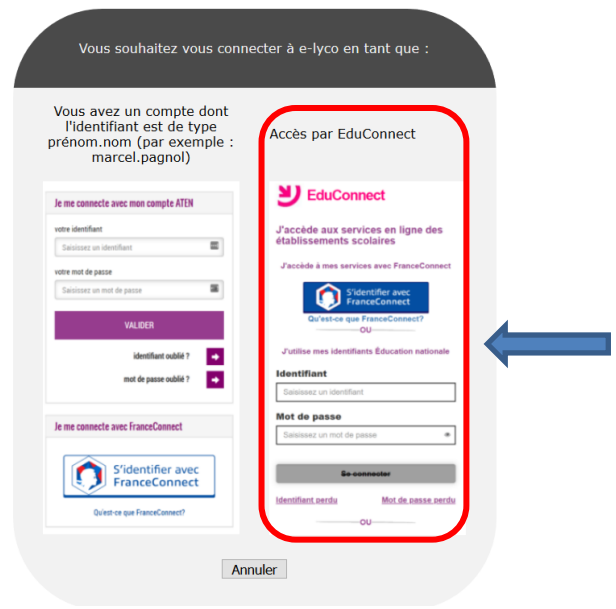 Vous souhaitez vous connecter à e-lyco en tant que :
Vous avez un compte dont
l'identifiant est de type
prénom.nom (par exemple :
marcel.pagnol)
Je me connecte avec mon compte ATEN
votre identifiant
Saisissez un identifiant
votre mot de passe
Saisissez un mot de passe
VALIDER
identifiant oublié ?
mot de passe oublié ?
Je me connecte avec FranceConnect
S'identifier avec
FranceConnect
Qu'est-ce que FranceConnect?
Accès par EduConnect
EduConnect
J'accède aux services en ligne des
établissements scolaires
J'accède à mes services avec FranceConnect
S'identifier avec
FranceConnect
Qu'est-ce que FranceConnect?
OU
J'utilise mes identifiants Éducation nationale
Identifiant
Saisissez un identifiant
Mot de passe
Saisissez un mot de passe
Se connecter
Identifiant perdu
Mot de passe perdu
OU
Annuler